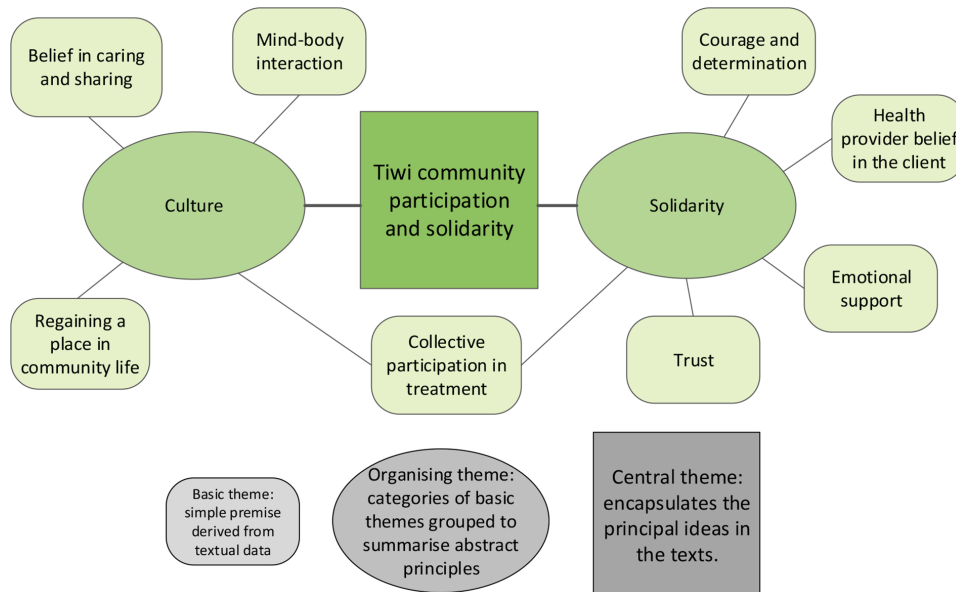 Belief in caring
and sharing
Mind-body
interaction
Courage and
determination
Health
provider belief
in the client
Tiwi community
participation
and solidarity
Culture
Solidarity
Emotional
support
Regaining a
place in
community life
Collective
participation in
treatment
Trust
Basic theme:
simple premise
derived from
textual data
Organising theme:
categories of basic
themes grouped to
summarise abstract
principles
Central theme:
encapsulates the
principal ideas in
the texts.